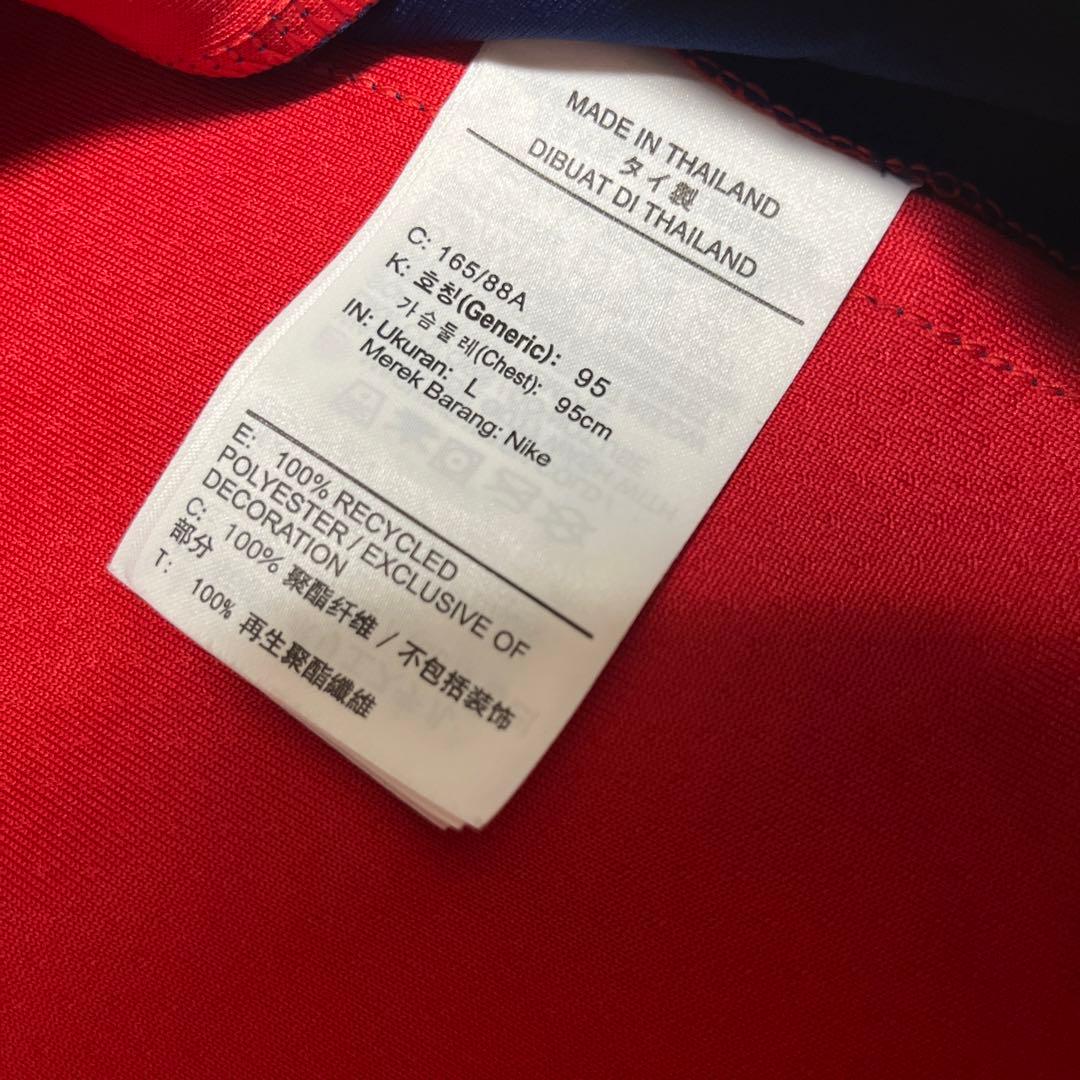 MADE IN THAILAND
タイ製
DIBUAT DI THAILAND
C: 165/88A
K: 호칭(Generic): 95
가슴둘레(Chest): 95cm
IN: Ukuran: L
Merek Barang: Nike
E: 100% RECYCLED
POLYESTER / EXCLUSIVE OF
DECORATION
C: 100% 聚酯纤维 / 不包括装饰
部分
T: 100% 再生聚酯纖維